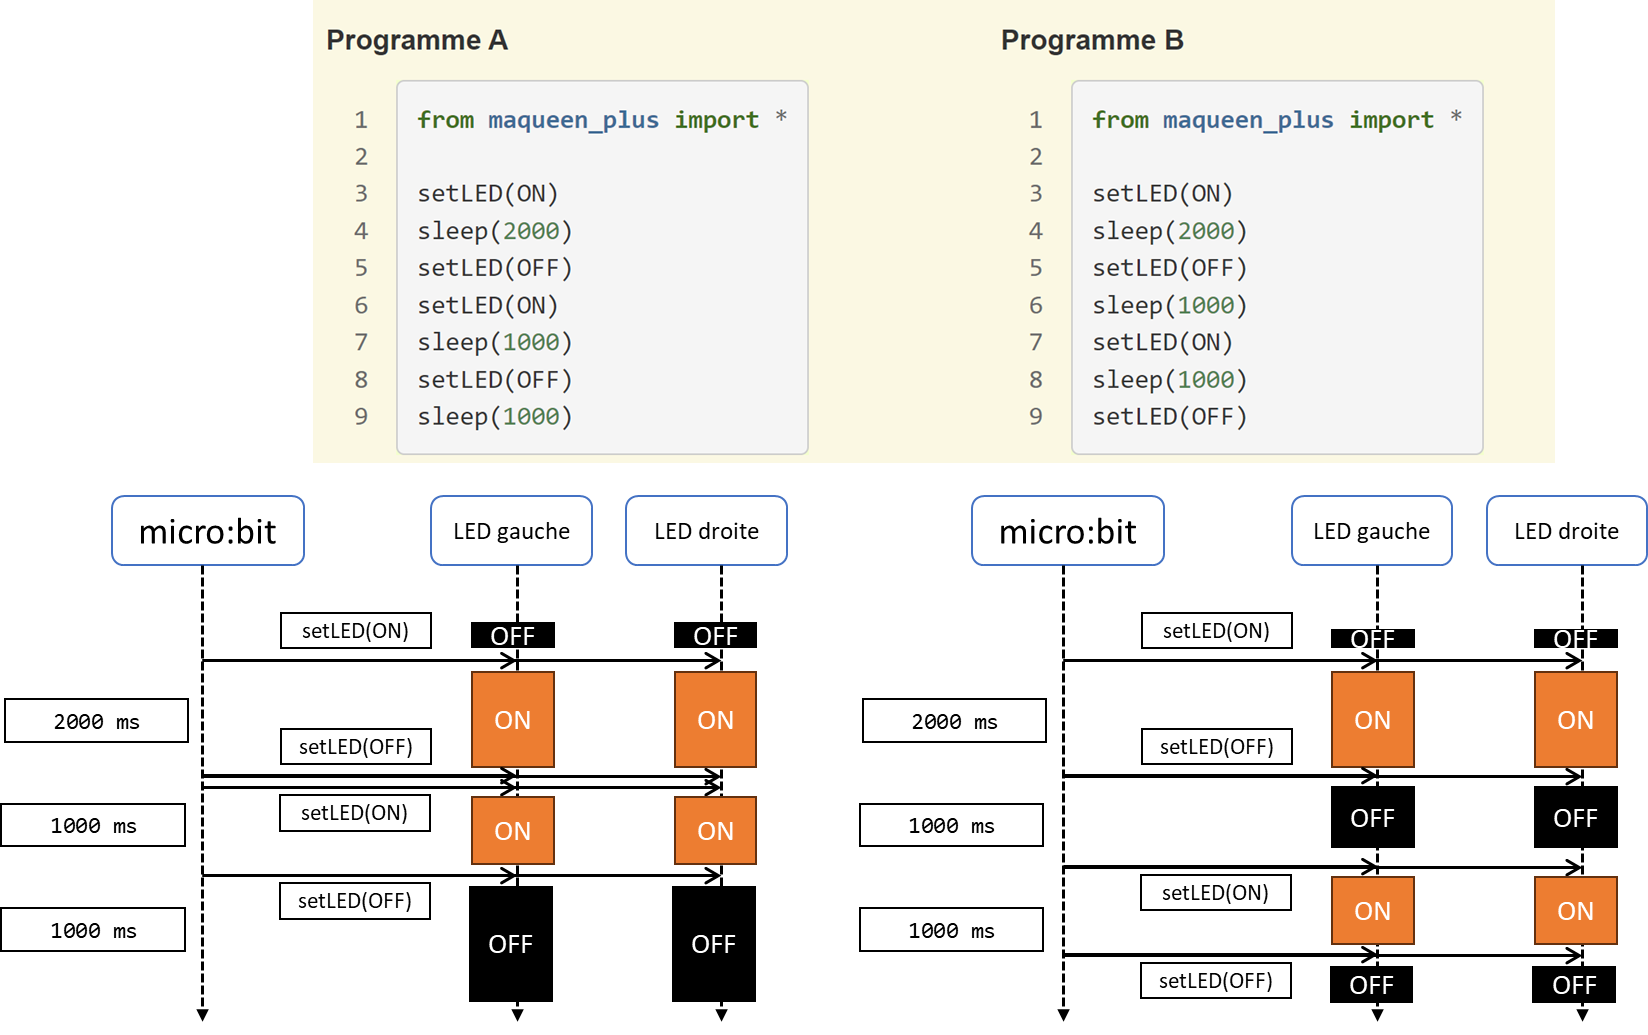 Programme A
1 from maqueen_plus import *
2
3 setLED(ON)
4 sleep(2000)
5 setLED(OFF)
6 setLED(ON)
7 sleep(1000)
8 setLED(OFF)
9 sleep(1000)
Programme B
1 from maqueen_plus import *
2
3 setLED(ON)
4 sleep(2000)
5 setLED(OFF)
6 sleep(1000)
7 setLED(ON)
8 sleep(1000)
9 setLED(OFF)
micro:bit LED gauche LED droite
setLED(ON) OFF OFF
2000 ms ON ON
setLED(OFF)
setLED(ON)
1000 ms ON ON
setLED(OFF)
1000 ms OFF OFF
micro:bit LED gauche LED droite
setLED(ON) OFF OFF
2000 ms ON ON
setLED(OFF)
1000 ms OFF OFF
setLED(ON)
1000 ms ON ON
setLED(OFF) OFF OFF